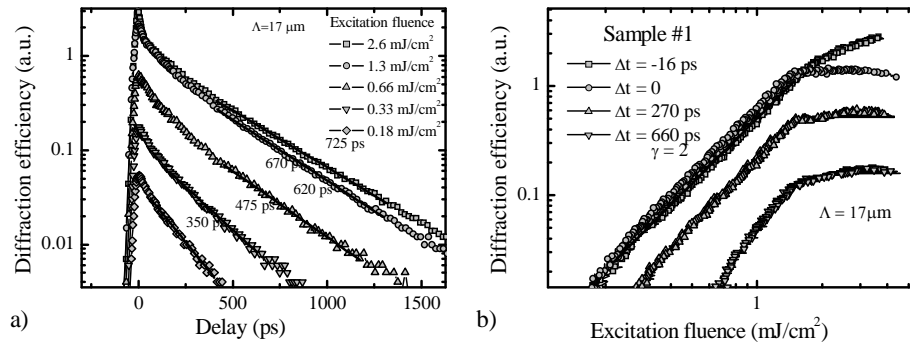 Λ=17 μm
Excitation fluence
2.6 mJ/cm²
1.3 mJ/cm²
0.66 mJ/cm²
0.33 mJ/cm²
0.18 mJ/cm²
725 ps
670 ps
620 ps
475 ps
350 ps
1
0.1
0.01
0 500 1000 1500
Diffraction efficiency (a.u.)
Delay (ps)
a)
Sample #1
Δt = -16 ps
Δt = 0
Δt = 270 ps
Δt = 660 ps
γ = 2
Λ = 17μm
1
0.1
1
Diffraction efficiency (a.u.)
Excitation fluence (mJ/cm²)
b)